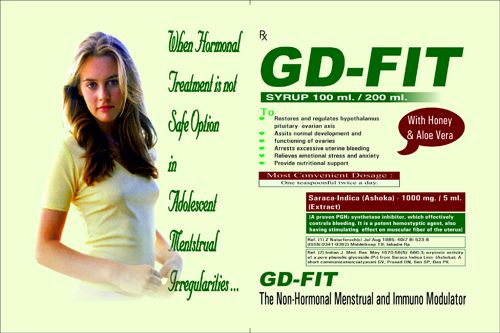 When Hormonal
Treatment is not
Safe Option
in
Adolescent
Mentstrual
Irregularities...
℞
GD-FIT
SYRUP 100 ml. / 200 ml.
To
Restores and regulates hypothalamus
pituitary ovarian axis
Assits normal development and
functioning of ovaries
Arrests excessive uterine bleeding
Relieves emotional stress and anxiety
Provide nutritional support
With Honey
& Aloe Vera
Most Convenient Dosage :
One teaspoonful twice a day.
Saraca-Indica (Ashoka) - 1000 mg. / 5 ml.
(Extract)
(A proven PGH₂ synthetase inhibitor, which effectively
controls bleeding. It is a potent hemostyptic agent, also
having stimulating effect on muscular fiber of the uterus)
GD-FIT
The Non-Hormonal Menstrual and Immuno Modulator